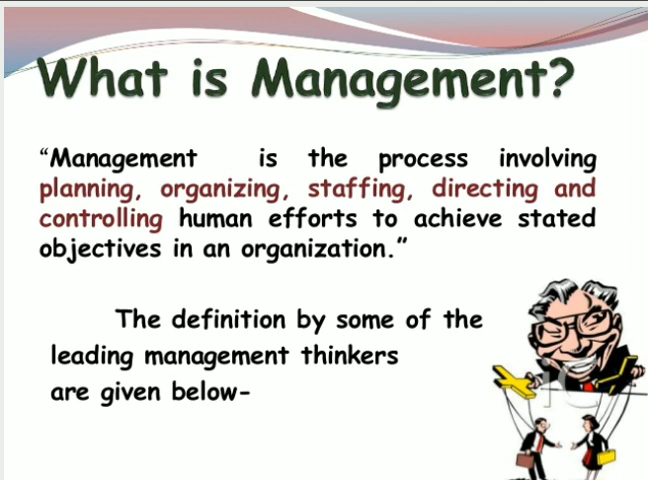 What is Management?
“Management is the process involving
planning, organizing, staffing, directing and
controlling human efforts to achieve stated
objectives in an organization.”
The definition by some of the
leading management thinkers
are given below-